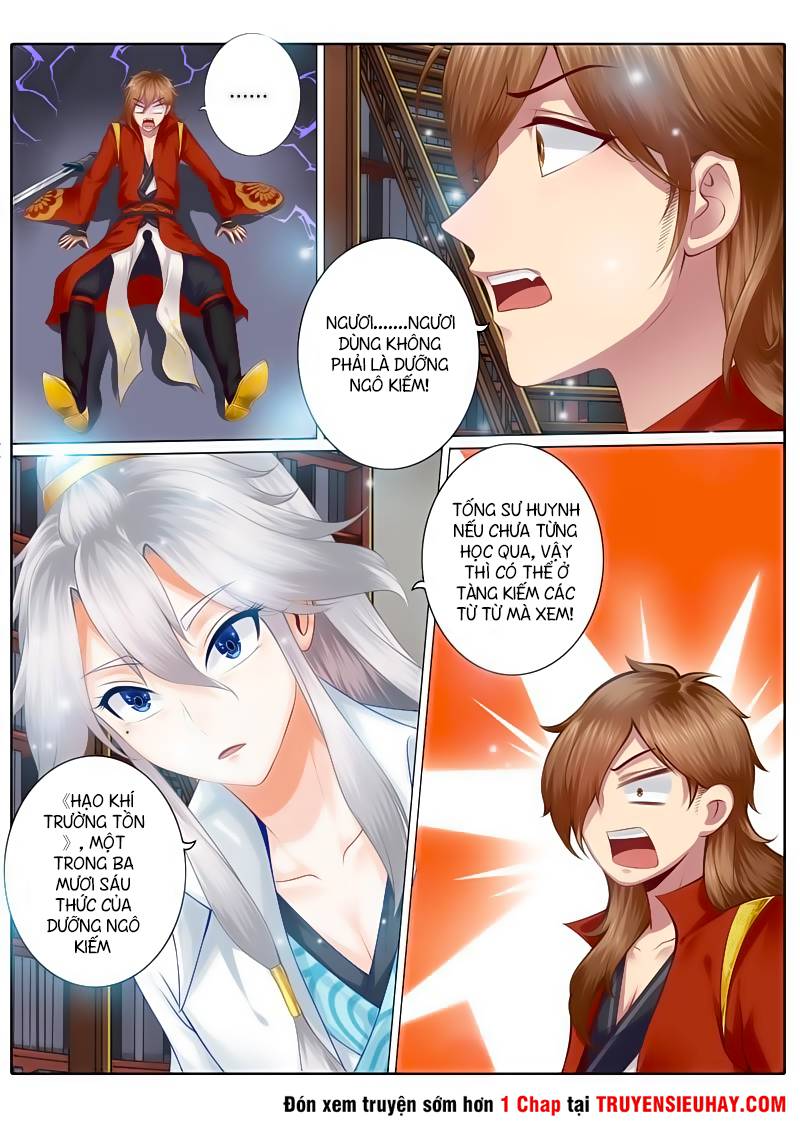 ......
NGƯƠI.......NGƯƠI
DÙNG KHÔNG
PHẢI LÀ DƯỠNG
NGÔ KIẾM!
TỐNG SƯ HUYNH
NẾU CHƯA TỪNG
HỌC QUA, VẬY
THÌ CÓ THỂ Ở
TÀNG KIẾM CÁC
TỪ TỪ MÀ XEM!
《HẠO KHÍ
TRƯỜNG TỒN
》, MỘT
TRONG BA
MƯƠI SÁU
THỨC CỦA
DƯỠNG NGÔ
KIẾM
Đón xem truyện sớm hơn 1 Chap tại TRUYENSIEUHAY.COM